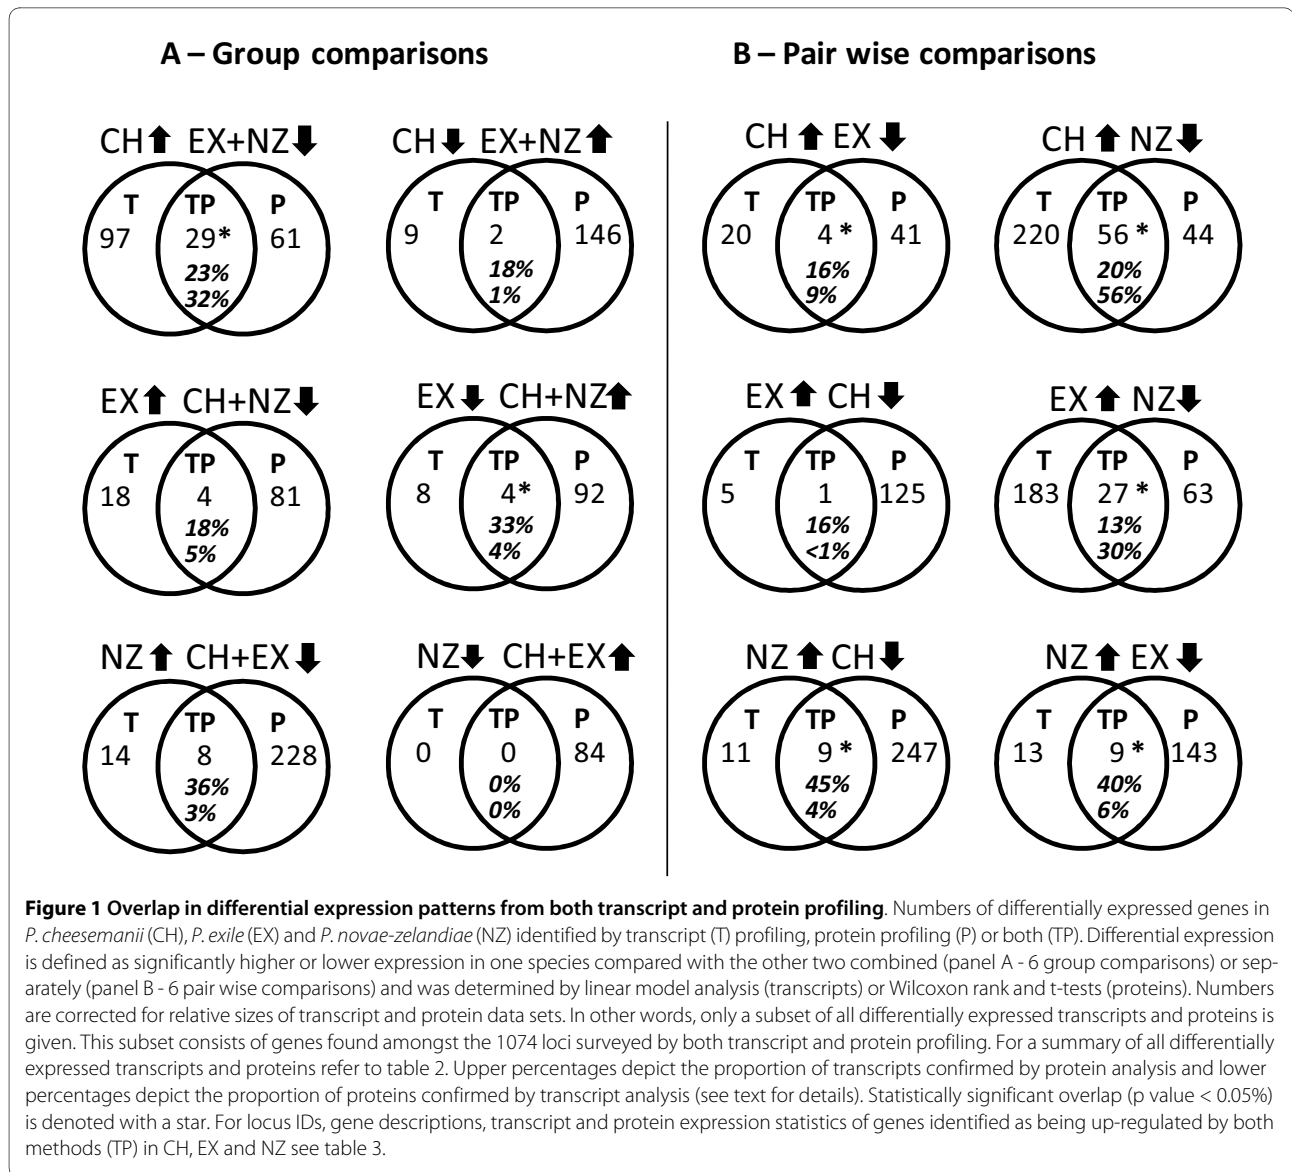 A – Group comparisons
B – Pair wise comparisons
CH EX+NZ
T TP P
97 29* 61
23%
32%
CH EX+NZ
T TP P
9 2 146
18%
1%
CH EX
T TP P
20 4* 41
16%
9%
CH NZ
T TP P
220 56* 44
20%
56%
EX CH+NZ
T TP P
18 4 81
18%
5%
EX CH+NZ
T TP P
8 4* 92
33%
4%
EX CH
T TP P
5 1 125
16%
<1%
EX NZ
T TP P
183 27* 63
13%
30%
NZ CH+EX
T TP P
14 8 228
36%
3%
NZ CH+EX
T TP P
0 0 84
0%
0%
NZ CH
T TP P
11 9* 247
45%
4%
NZ EX
T TP P
13 9* 143
40%
6%
Figure 1 Overlap in differential expression patterns from both transcript and protein profiling. Numbers of differentially expressed genes in
P. cheesemanii (CH), P. exile (EX) and P. novae-zelandiae (NZ) identified by transcript (T) profiling, protein profiling (P) or both (TP). Differential expression
is defined as significantly higher or lower expression in one species compared with the other two combined (panel A - 6 group comparisons) or sep-
arately (panel B - 6 pair wise comparisons) and was determined by linear model analysis (transcripts) or Wilcoxon rank and t-tests (proteins). Numbers
are corrected for relative sizes of transcript and protein data sets. In other words, only a subset of all differentially expressed transcripts and proteins is
given. This subset consists of genes found amongst the 1074 loci surveyed by both transcript and protein profiling. For a summary of all differentially
expressed transcripts and proteins refer to table 2. Upper percentages depict the proportion of transcripts confirmed by protein analysis and lower
percentages depict the proportion of proteins confirmed by transcript analysis (see text for details). Statistically significant overlap (p value < 0.05%)
is denoted with a star. For locus IDs, gene descriptions, transcript and protein expression statistics of genes identified as being up-regulated by both
methods (TP) in CH, EX and NZ see table 3.